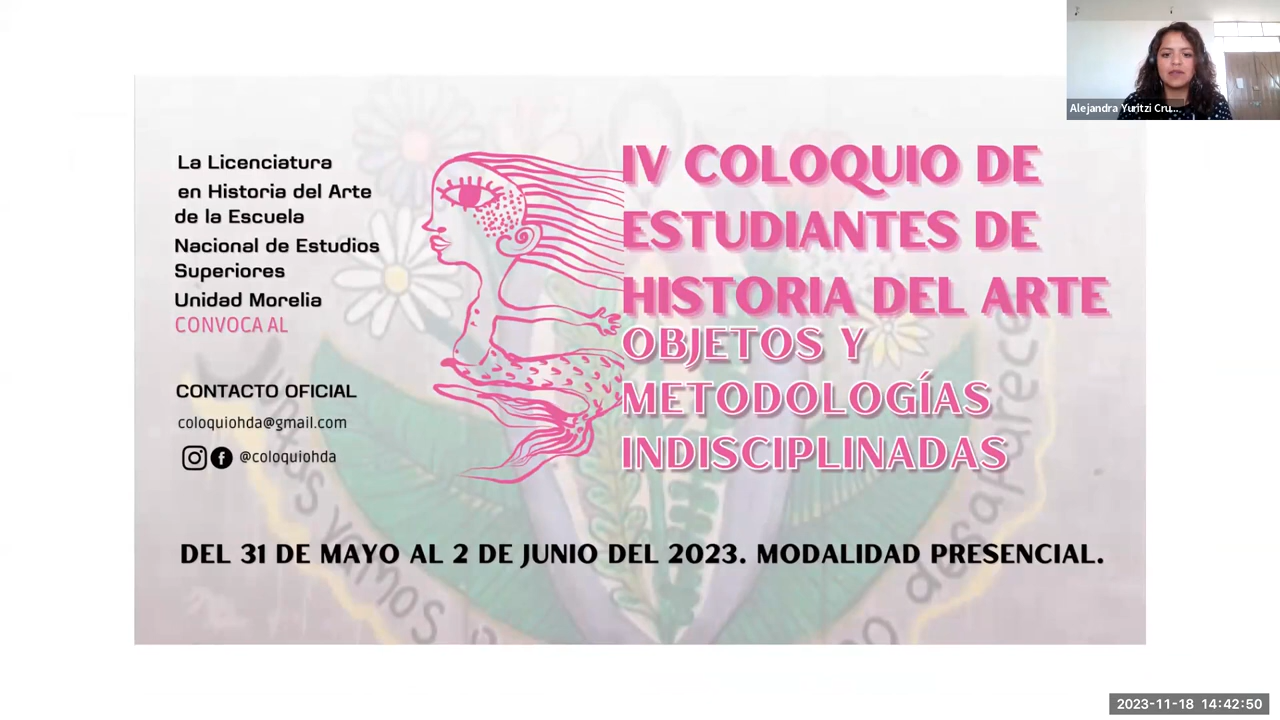 Alejandra Yuritzi Cru...
La Licenciatura
en Historia del Arte
de la Escuela
Nacional de Estudios
Superiores
Unidad Morelia
CONVOCA AL
CONTACTO OFICIAL
coloquiohda@gmail.com
@coloquiohda
IV COLOQUIO DE
ESTUDIANTES DE
HISTORIA DEL ARTE
OBJETOS Y
METODOLOGÍAS
INDISCIPLINADAS
DEL 31 DE MAYO AL 2 DE JUNIO DEL 2023. MODALIDAD PRESENCIAL.
vamos
desaparece
2023-11-18 14:42:50